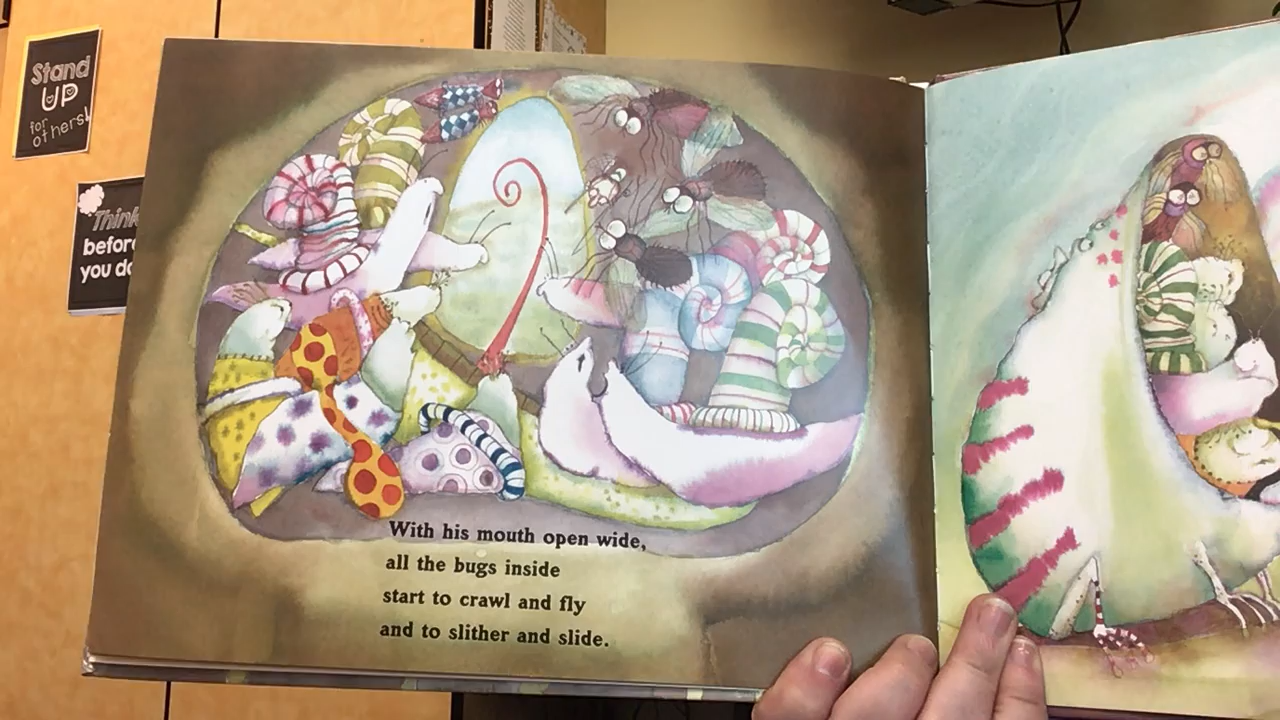 Stand
UP
for
others!
Think
before
you do
With his mouth open wide,
all the bugs inside
start to crawl and fly
and to slither and slide.